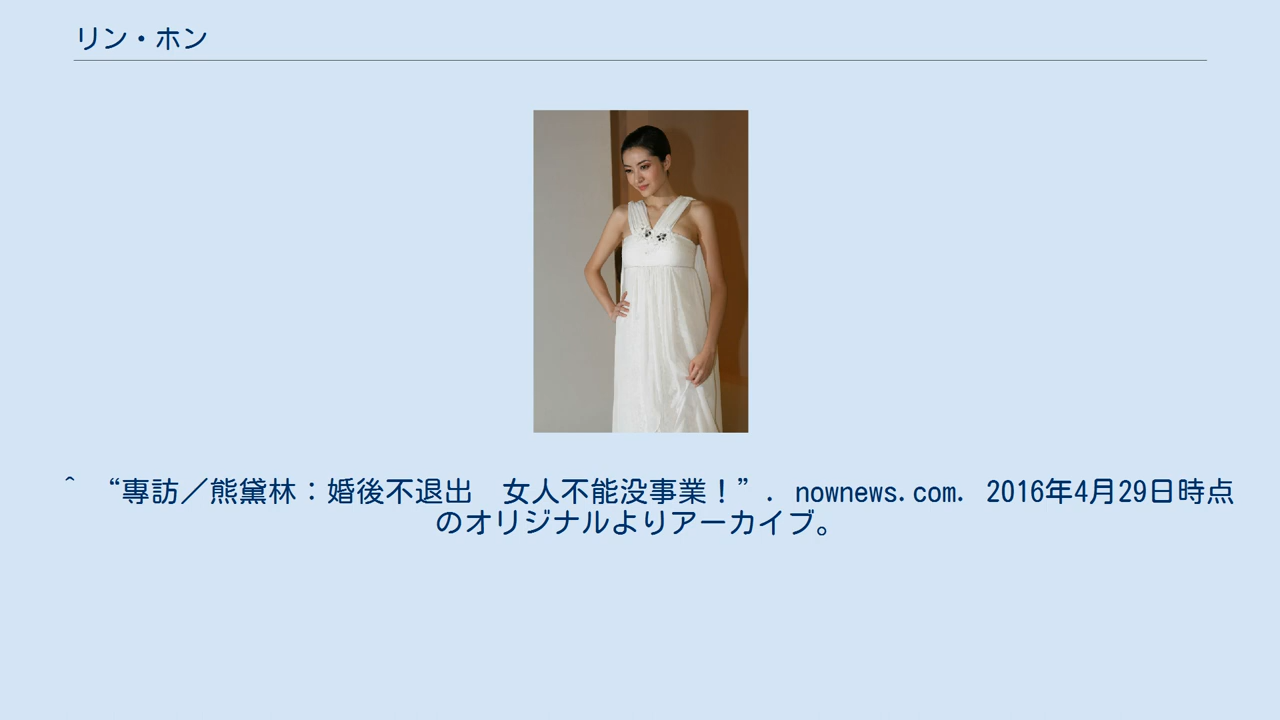 リン・ホン
^ “專訪／熊黛林：婚後不退出　女人不能没事業！”. nownews.com. 2016年4月29日時点
のオリジナルよりアーカイブ。